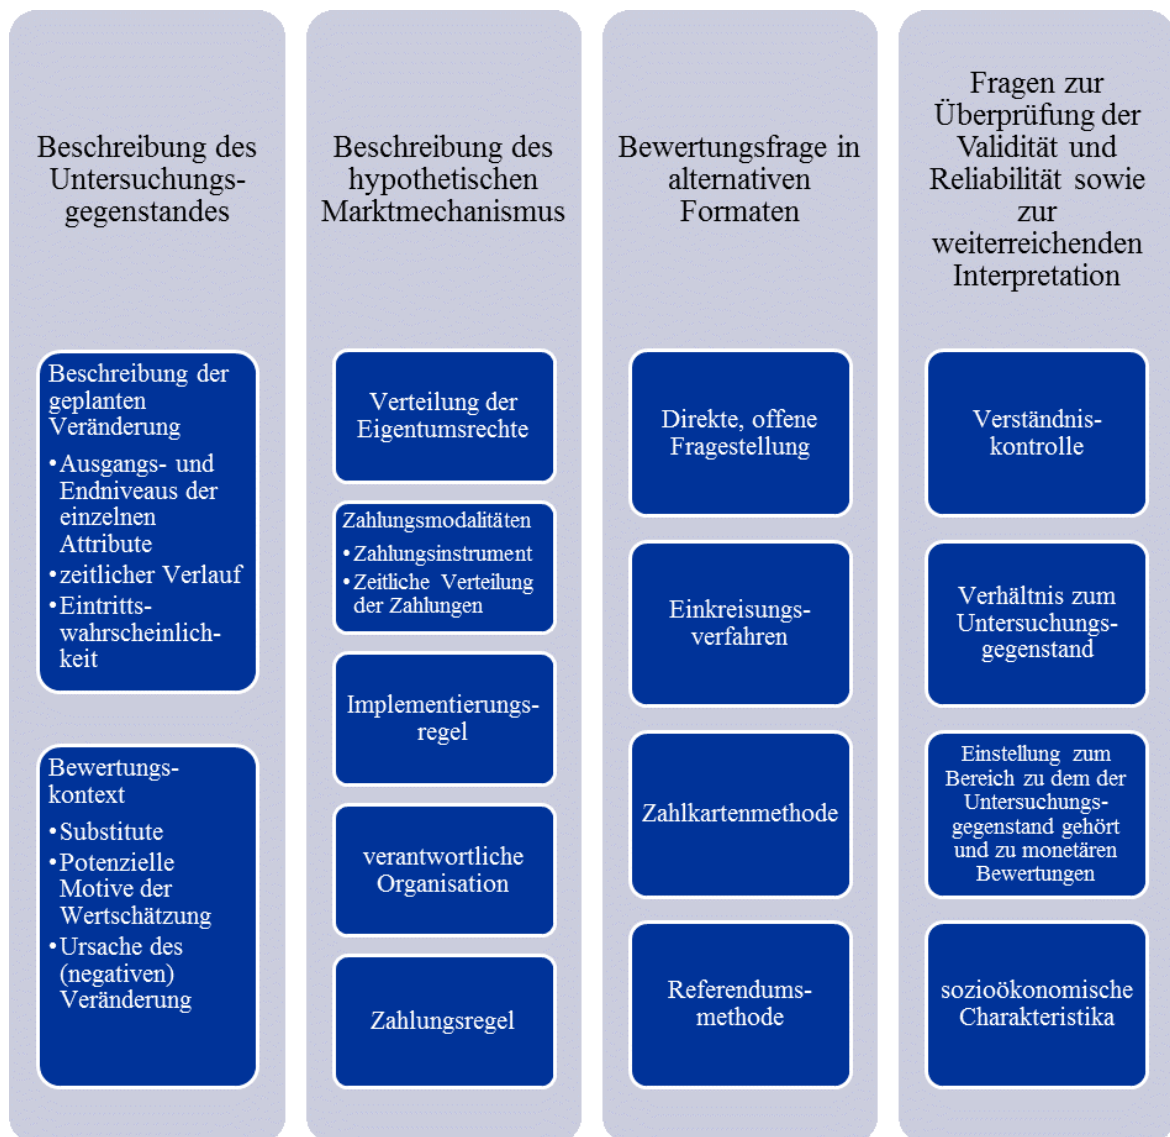 Beschreibung des
Untersuchungs-
gegenstandes
Beschreibung der
geplanten
Veränderung
•Ausgangs- und
Endniveaus der
einzelnen
Attribute
•zeitlicher Verlauf
•Eintritts-
wahrscheinlich-
keit
Bewertungs-
kontext
•Substitute
•Potenzielle
Motive der
Wertschätzung
•Ursache des
(negativen)
Veränderung
Beschreibung des
hypothetischen
Marktmechanismus
Verteilung der
Eigentumsrechte
Zahlungsmodalitäten
•Zahlungsinstrument
•Zeitliche Verteilung
der Zahlungen
Implementierungs-
regel
verantwortliche
Organisation
Zahlungsregel
Bewertungsfrage in
alternativen
Formaten
Direkte, offene
Fragestellung
Einkreisungs-
verfahren
Zahlkartenmethode
Referendums-
methode
Fragen zur
Überprüfung der
Validität und
Reliabilität sowie
zur
weiterreichenden
Interpretation
Verständnis-
kontrolle
Verhältnis zum
Untersuchungs-
gegenstand
Einstellung zum
Bereich zu dem der
Untersuchungs-
gegenstand gehört
und zu monetären
Bewertungen
sozioökonomische
Charakteristika